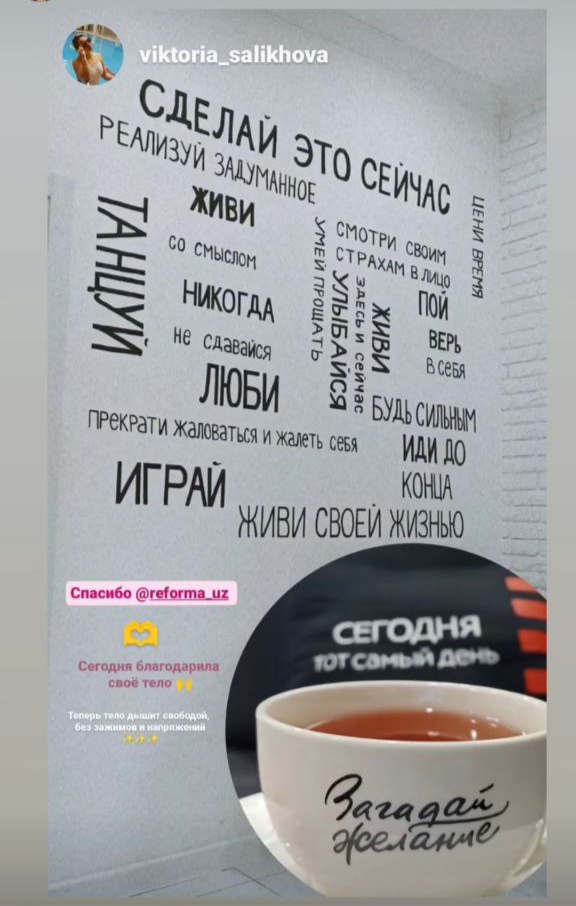 viktoria_salikhova
СДЕЛАЙ ЭТО СЕЙЧАС
РЕАЛИЗУЙ ЗАДУМАННОЕ
ТАНЦУЙ
ЖИВИ
со смыслом
НИКОГДА
не сдавайся
ЛЮБИ
УМЕЙ ПРОЩАТЬ
СМОТРИ СВОИМ
СТРАХАМ В ЛИЦО
УЛЫБАЙСЯ
ЗДЕСЬ И СЕЙЧАС
ЖИВИ
ЦЕНИ ВРЕМЯ
ПОЙ
ВЕРЬ
В СЕБЯ
БУДЬ СИЛЬНЫМ
ПРЕКРАТИ ЖАЛОВАТЬСЯ И ЖАЛЕТЬ СЕБЯ
ИДИ ДО
КОНЦА
ИГРАЙ
ЖИВИ СВОЕЙ ЖИЗНЬЮ
Спасибо @reforma_uz
Сегодня благодарила
своё тело
Теперь тело дышит свободой,
без зажимов и напряжений
СЕГОДНЯ
тот самый день
Загадай
желание